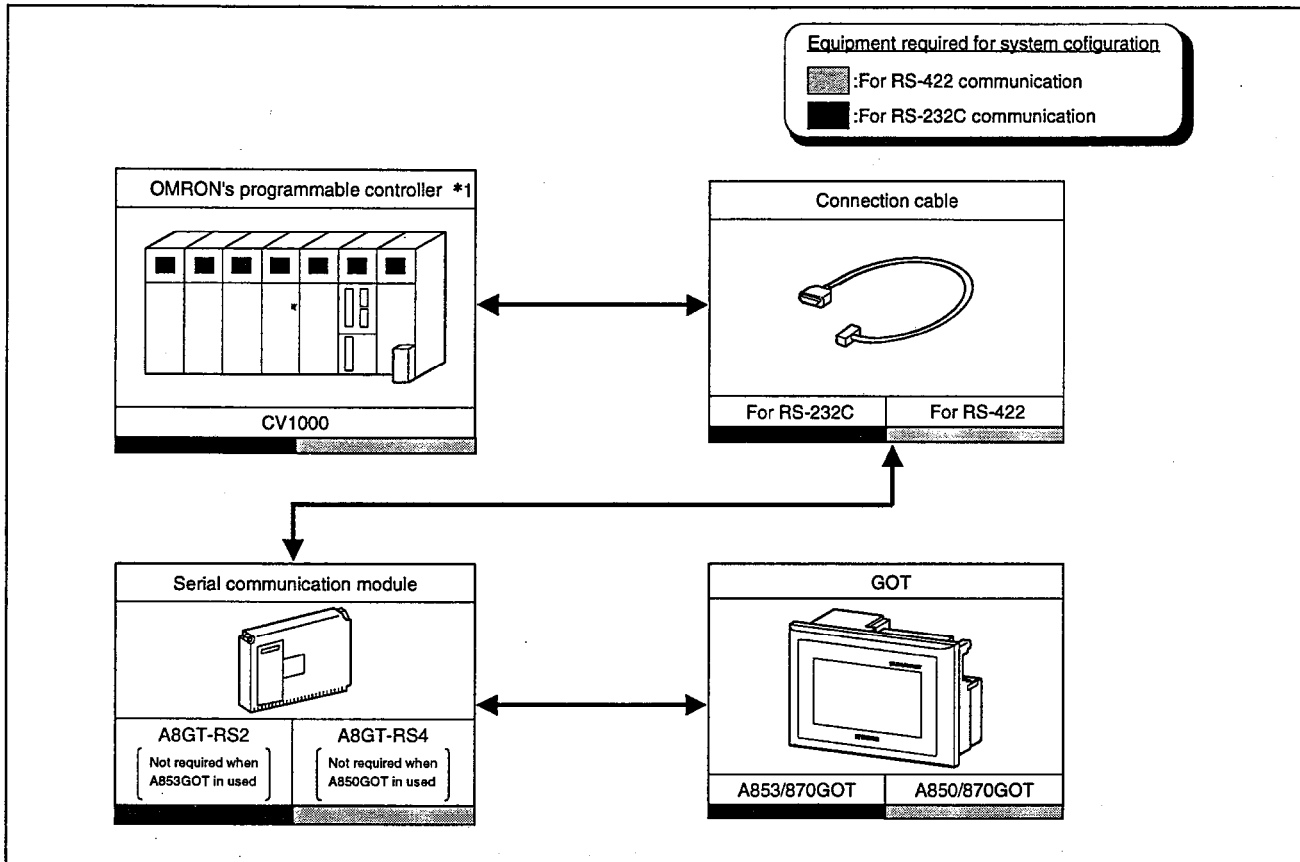 Equipment required for system cofiguration
:For RS-422 communication
:For RS-232C communication
OMRON's programmable controller *1
CV1000
Connection cable
For RS-232C
For RS-422
Serial communication module
A8GT-RS2
Not required when
A853GOT in used
A8GT-RS4
Not required when
A850GOT in used
GOT
A853/870GOT
A850/870GOT